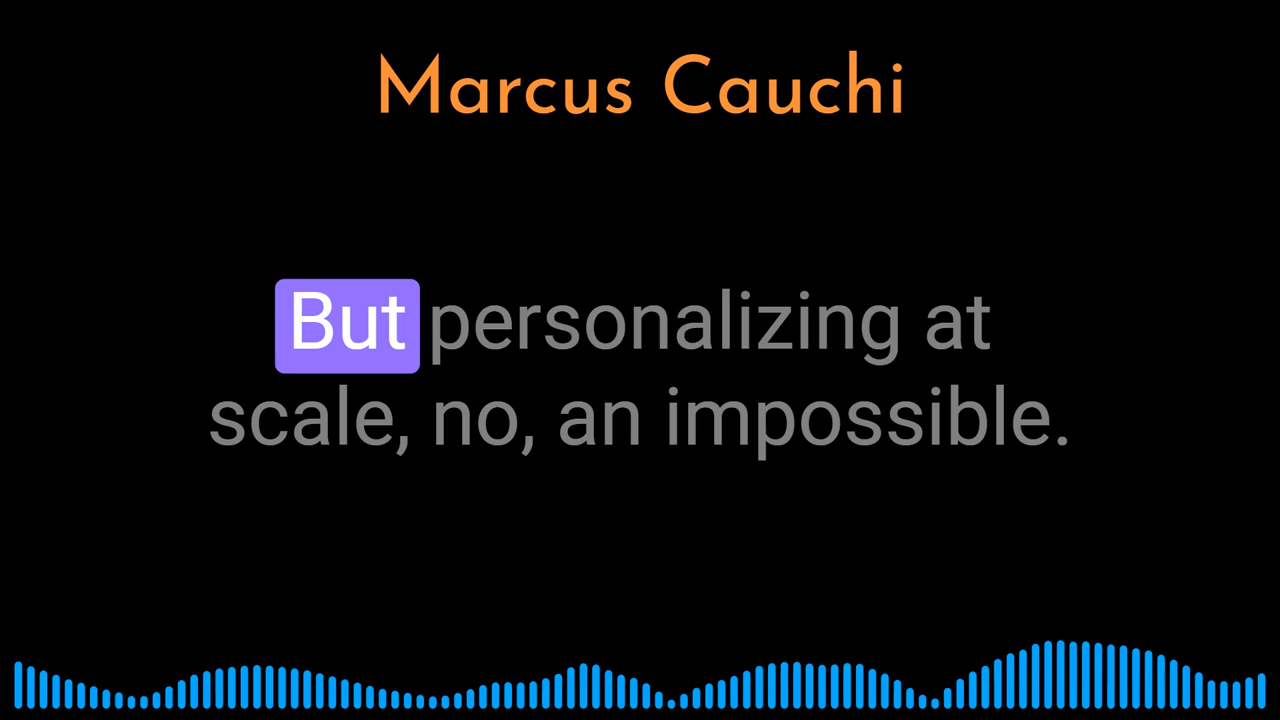 Marcus Cauchi
But personalizing at
scale, no, an impossible.